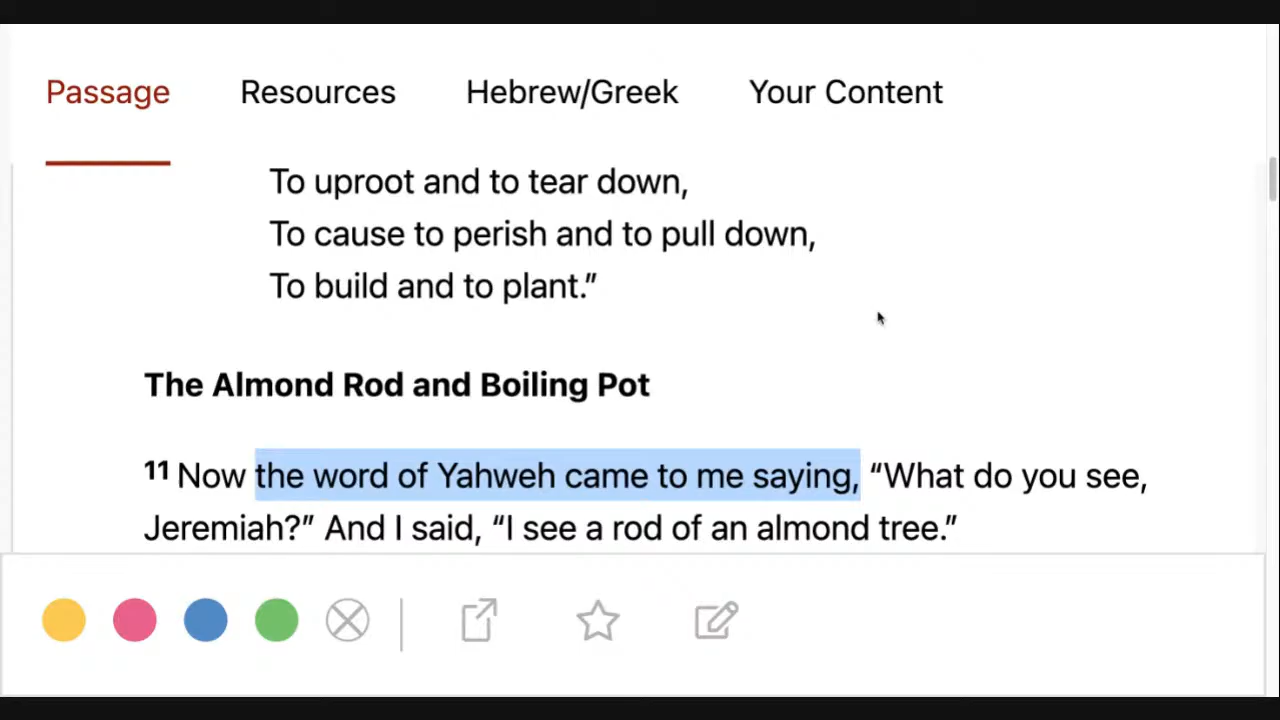 Passage Resources Hebrew/Greek Your Content
To uproot and to tear down,
To cause to perish and to pull down,
To build and to plant.”
The Almond Rod and Boiling Pot
11 Now the word of Yahweh came to me saying, “What do you see,
Jeremiah?” And I said, “I see a rod of an almond tree.”